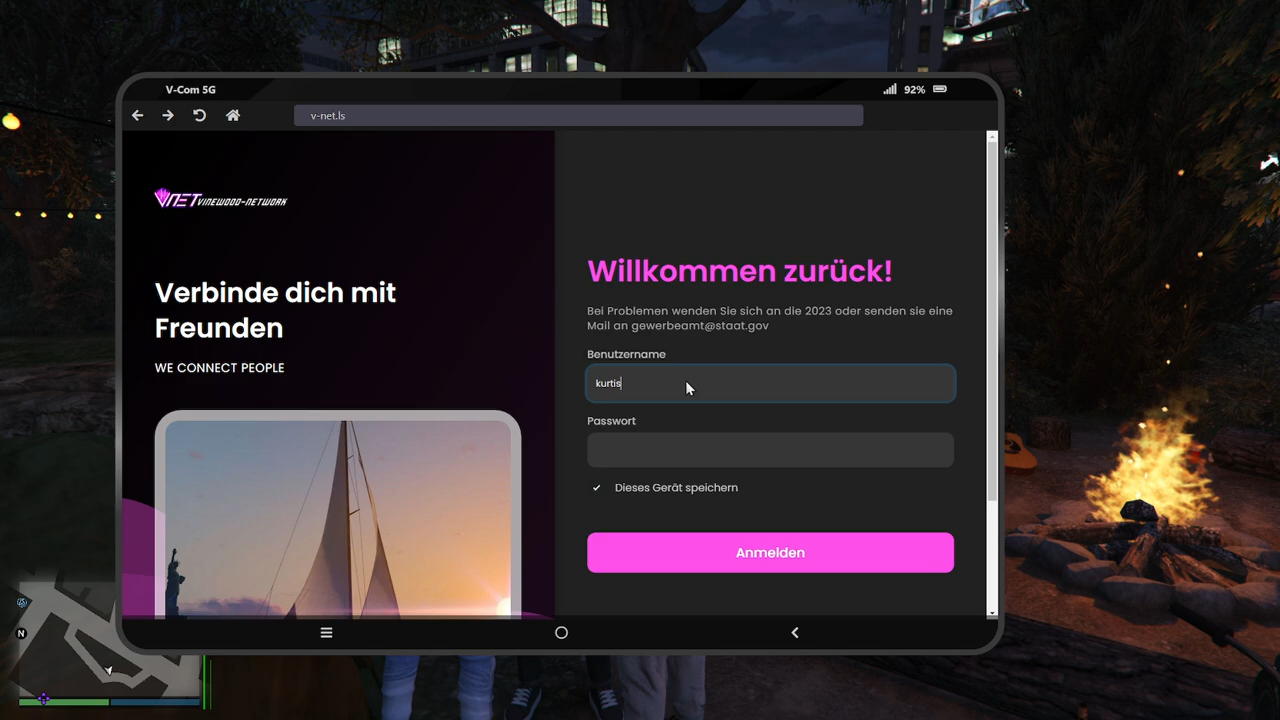 V-Com 5G
92%
v-net.ls
VNET VINEWOOD-NETWORK
Verbinde dich mit
Freunden
WE CONNECT PEOPLE
Willkommen zurück!
Bei Problemen wenden Sie sich an die 2023 oder senden sie eine
Mail an gewerbeamt@staat.gov
Benutzername
kurtis
Passwort
Dieses Gerät speichern
Anmelden
N